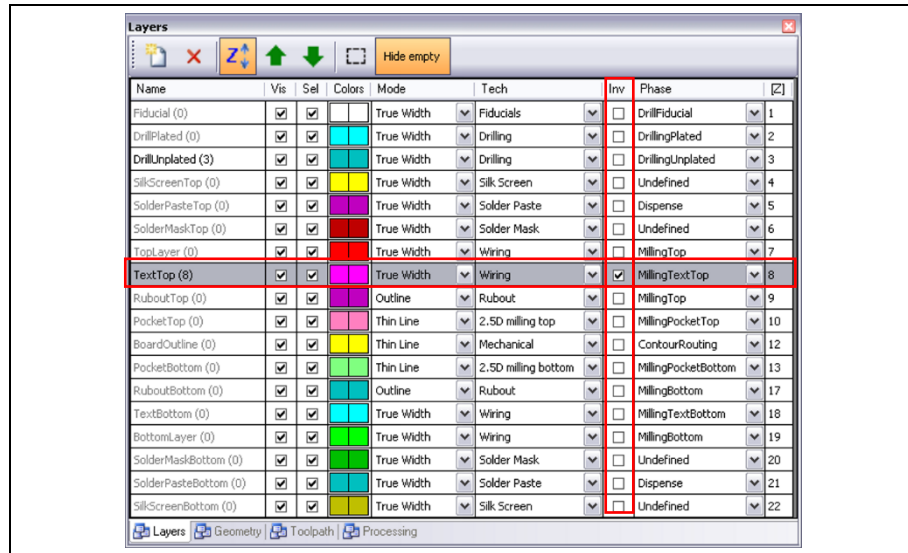 Layers
Z Hide empty
Name Vis Sel Colors Mode Tech Inv Phase [Z]
Fiducial (0) True Width Fiducials DrillFiducial 1
DrillPlated (0) True Width Drilling DrillingPlated 2
DrillUnplated (3) True Width Drilling DrillingUnplated 3
SilkScreenTop (0) True Width Silk Screen Undefined 4
SolderPasteTop (0) True Width Solder Paste Dispense 5
SolderMaskTop (0) True Width Solder Mask Undefined 6
TopLayer (0) True Width Wiring MillingTop 7
TextTop (8) True Width Wiring MillingTextTop 8
RuboutTop (0) Outline Rubout MillingTop 9
PocketTop (0) Thin Line 2.5D milling top MillingPocketTop 10
BoardOutline (0) Thin Line Mechanical ContourRouting 12
PocketBottom (0) Thin Line 2.5D milling bottom MillingPocketBottom 13
RuboutBottom (0) Outline Rubout MillingBottom 17
TextBottom (0) True Width Wiring MillingTextBottom 18
BottomLayer (0) True Width Wiring MillingBottom 19
SolderMaskBottom (0) True Width Solder Mask Undefined 20
SolderPasteBottom (0) True Width Solder Paste Dispense 21
SilkScreenBottom (0) True Width Silk Screen Undefined 22
Layers Geometry Toolpath Processing